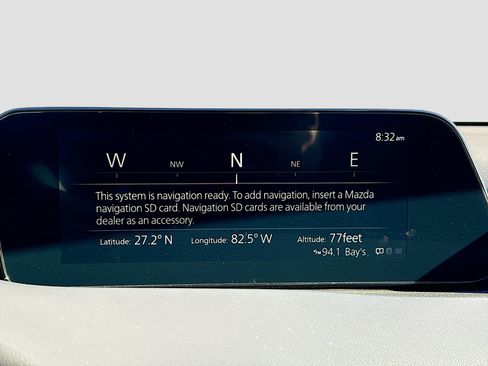 8:32am
W NW N NE E
This system is navigation ready. To add navigation, insert a Mazda
navigation SD card. Navigation SD cards are available from your
dealer as an accessory.
Latitude: 27.2° N Longitude: 82.5° W Altitude: 77feet
94.1 Bay's